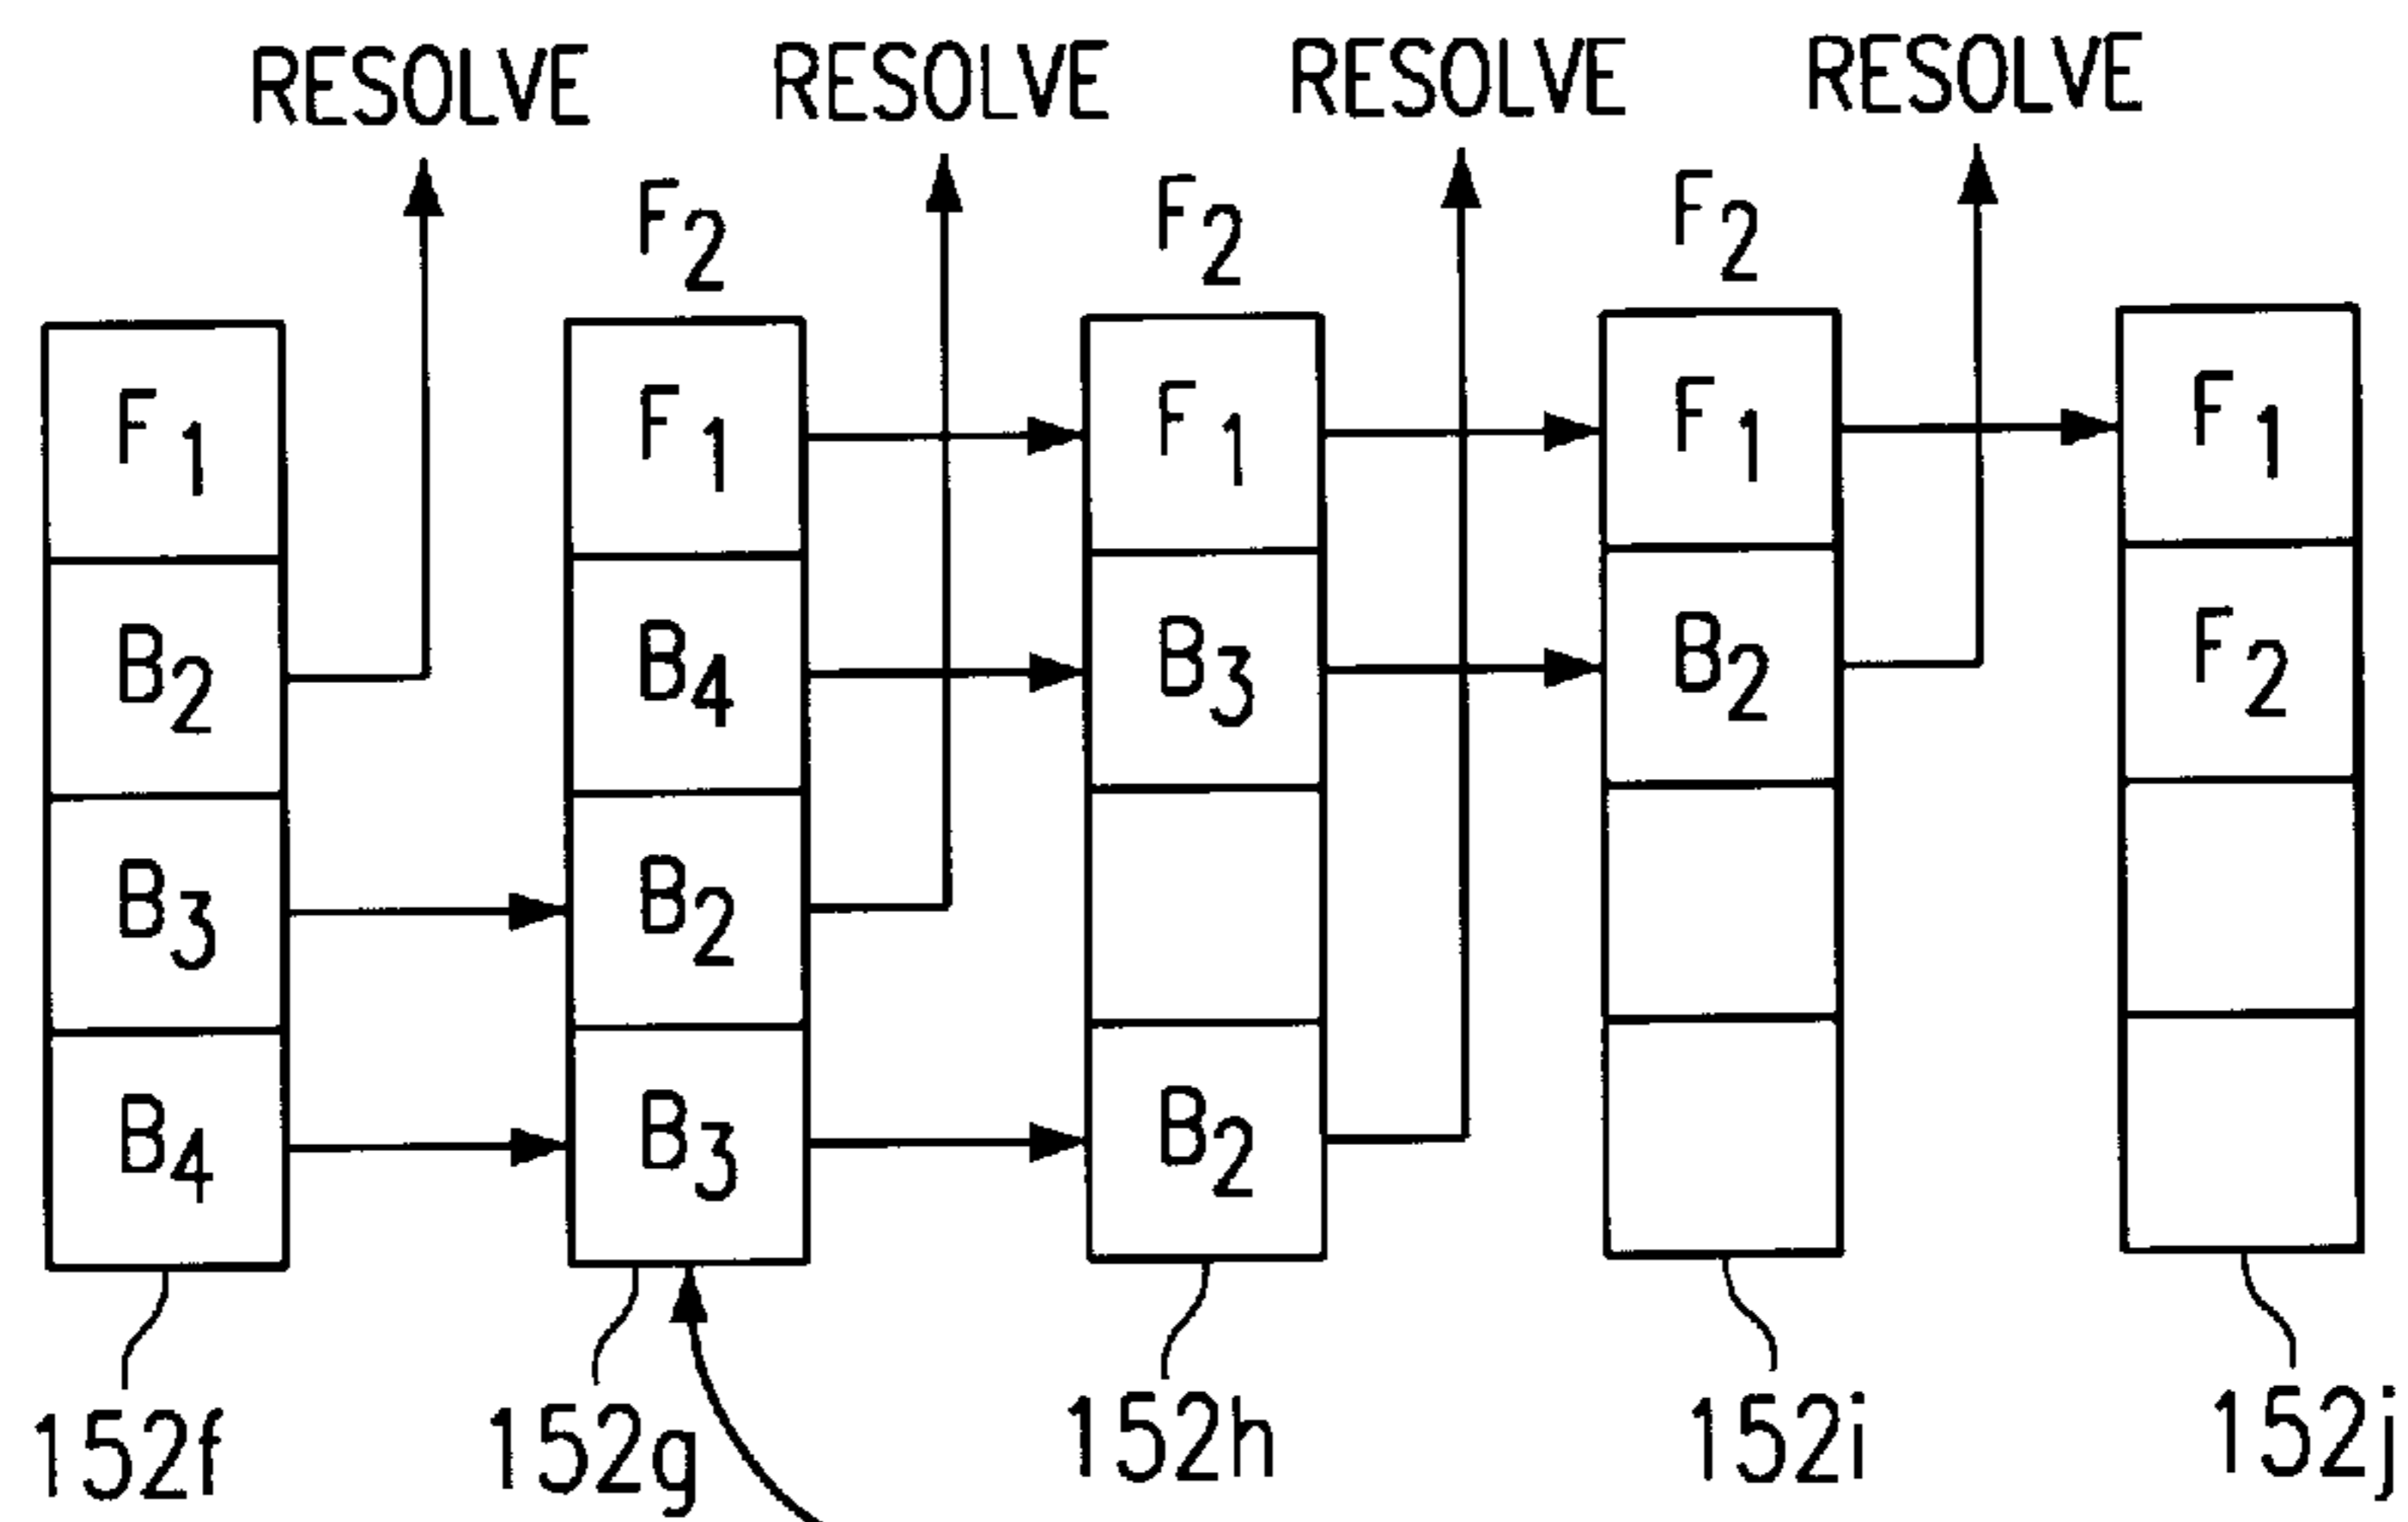 RESOLVE RESOLVE RESOLVE RESOLVE
F2 F2 F2
F1 F1 F1 F1 F1
B2 B4 B3 B2 F2
B3 B2
B4 B3 B2
152f 152g 152h 152i 152j